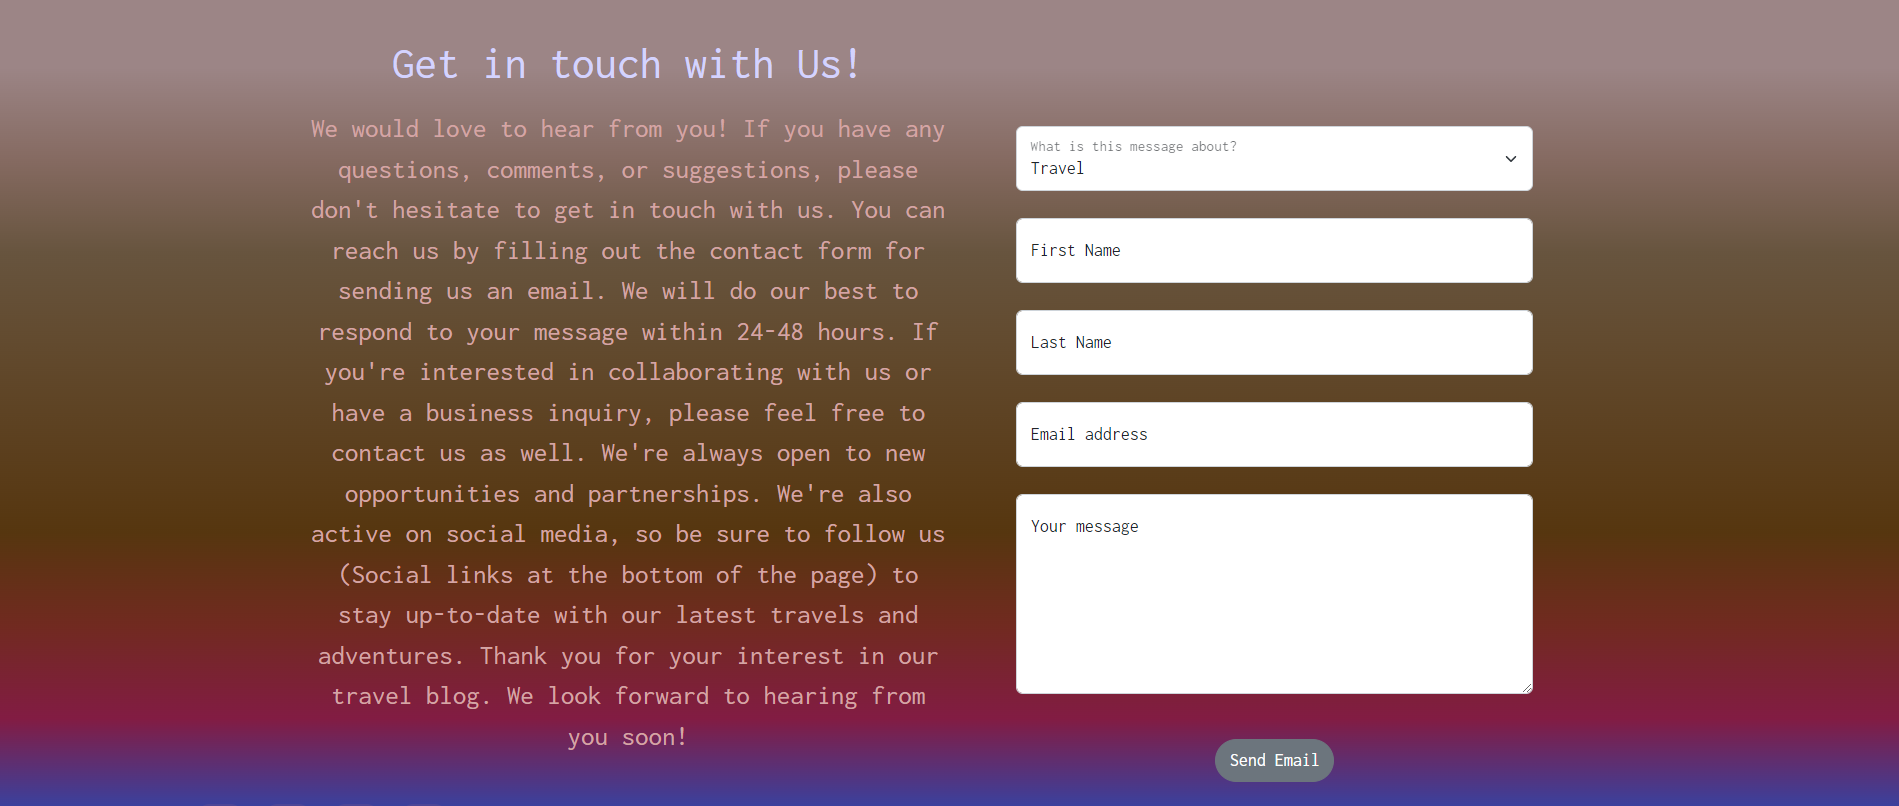 Get in touch with Us!
We would love to hear from you! If you have any
questions, comments, or suggestions, please
don't hesitate to get in touch with us. You can
reach us by filling out the contact form for
sending us an email. We will do our best to
respond to your message within 24-48 hours. If
you're interested in collaborating with us or
have a business inquiry, please feel free to
contact us as well. We're always open to new
opportunities and partnerships. We're also
active on social media, so be sure to follow us
(Social links at the bottom of the page) to
stay up-to-date with our latest travels and
adventures. Thank you for your interest in our
travel blog. We look forward to hearing from
you soon!
What is this message about?
Travel
First Name
Last Name
Email address
Your message
Send Email